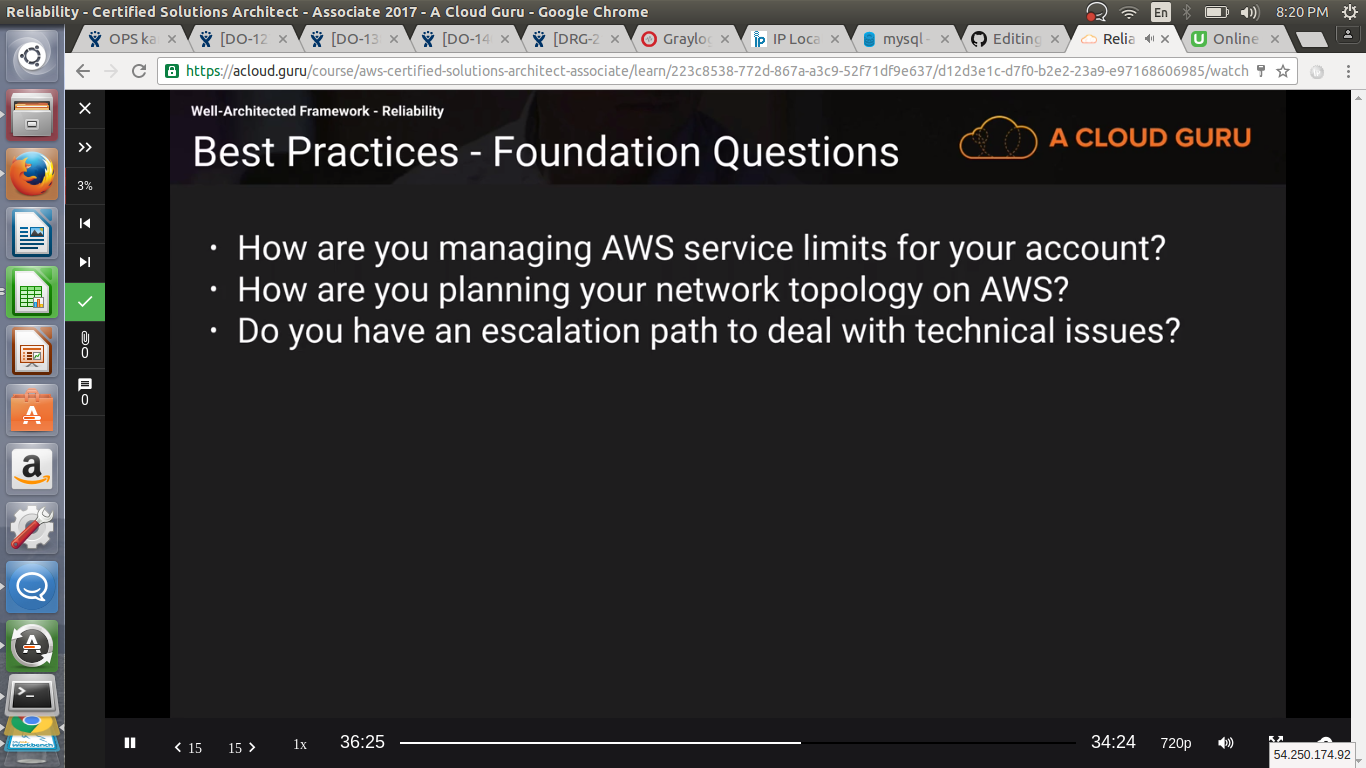 Reliability - Certified Solutions Architect - Associate 2017 - A Cloud Guru - Google Chrome
En
8:20 PM
OPS ka
[DO-12
[DO-13
[DO-14
[DRG-2
Graylo
IP Loca
mysql -
Editing
Relia
Online
https://acloud.guru/course/aws-certified-solutions-architect-associate/learn/223c8538-772d-867a-a3c9-52f71df9e637/d12d3e1c-d7f0-b2e2-23a9-e97168606985/watch
Well-Architected Framework - Reliability
Best Practices - Foundation Questions
A CLOUD GURU
3%
• How are you managing AWS service limits for your account?
• How are you planning your network topology on AWS?
• Do you have an escalation path to deal with technical issues?
0
0
36:25
15
15
1x
34:24
720p
54.250.174.92